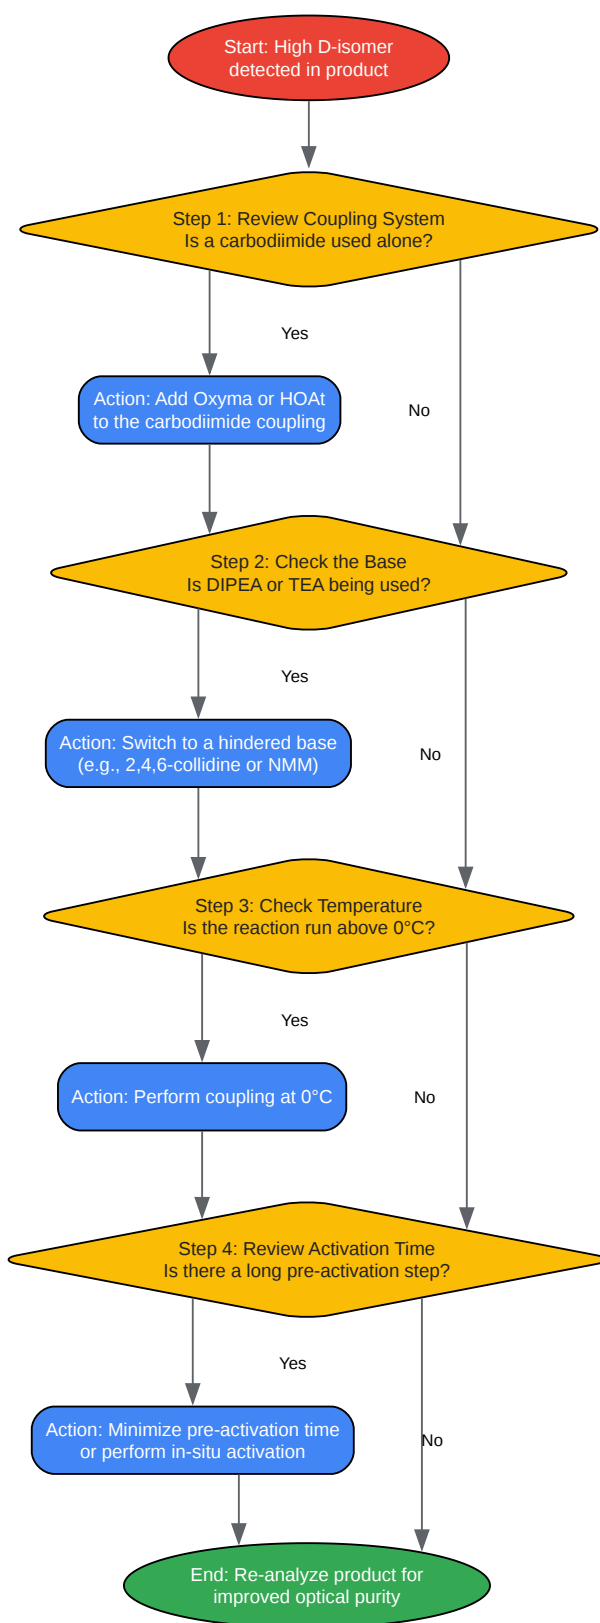 Start: High D-isomer
detected in product
Step 1: Review Coupling System
Is a carbodiimide used alone?
Yes
Action: Add Oxyma or HOAt
to the carbodiimide coupling
No
Step 2: Check the Base
Is DIPEA or TEA being used?
Yes
Action: Switch to a hindered base
(e.g., 2,4,6-collidine or NMM)
No
Step 3: Check Temperature
Is the reaction run above 0°C?
Yes
Action: Perform coupling at 0°C
No
Step 4: Review Activation Time
Is there a long pre-activation step?
Yes
Action: Minimize pre-activation time
or perform in-situ activation
No
End: Re-analyze product for
improved optical purity